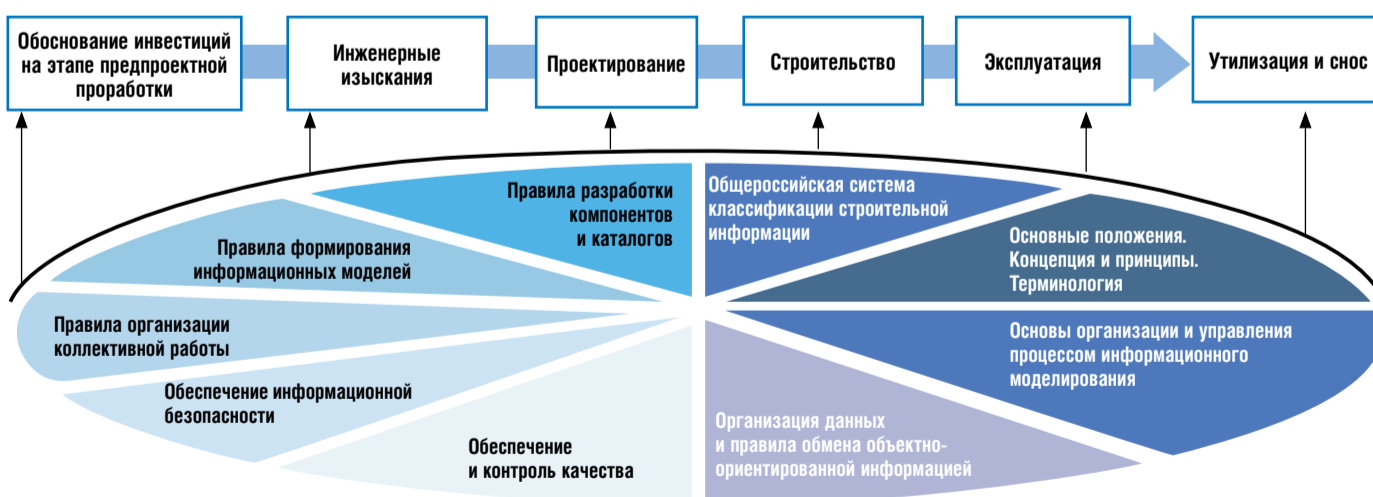 Обоснование инвестиций
на этапе предпроектной
проработки
Инженерные
изыскания
Проектирование
Строительство
Эксплуатация
Утилизация и снос
Правила разработки
компонентов
и каталогов
Общероссийская система
классификации строительной
информации
Правила формирования
информационных моделей
Основные положения.
Концепция и принципы.
Терминология
Правила организации
коллективной работы
Основы организации и управления
процессом информационного
моделирования
Обеспечение информационной
безопасности
Обеспечение
и контроль качества
Организация данных
и правила обмена объектно-
ориентированной информацией